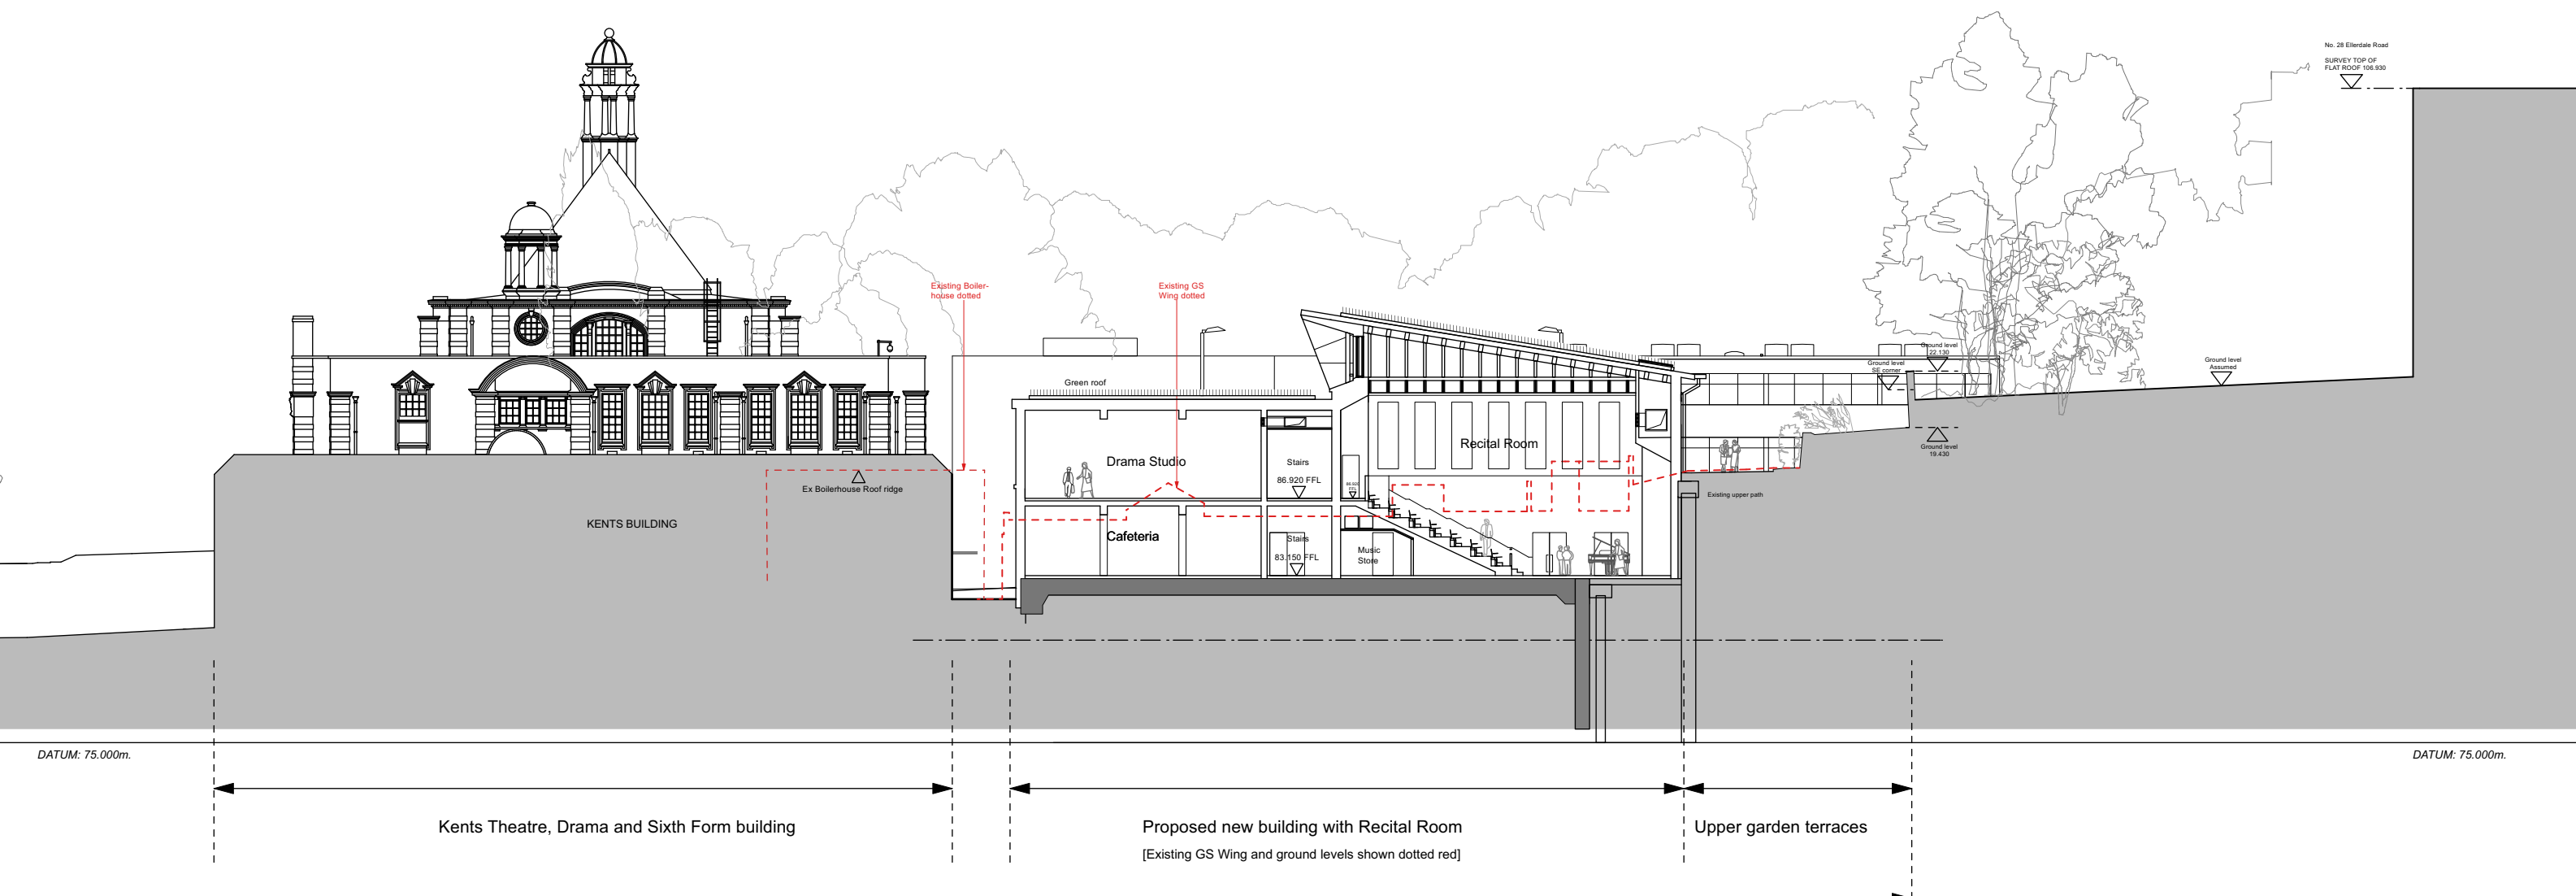 No. 28 Ellerdale Road
SURVEY TOP OF
FLAT ROOF 106.930
Existing Boiler-
house dotted
Existing GS
Wing dotted
Ground level
22.130
Ground level
SE corner
Ground level
Assumed
Green roof
Recital Room
Drama Studio
Stairs
86.920 FFL
FFL
Ground level
19.430
Ex Boilerhouse Roof ridge
Existing upper path
KENTS BUILDING
Cafeteria
Stairs
83.150 FFL
Music
Store
DATUM: 75.000m.
DATUM: 75.000m.
Kents Theatre, Drama and Sixth Form building
Proposed new building with Recital Room
[Existing GS Wing and ground levels shown dotted red]
Upper garden terraces